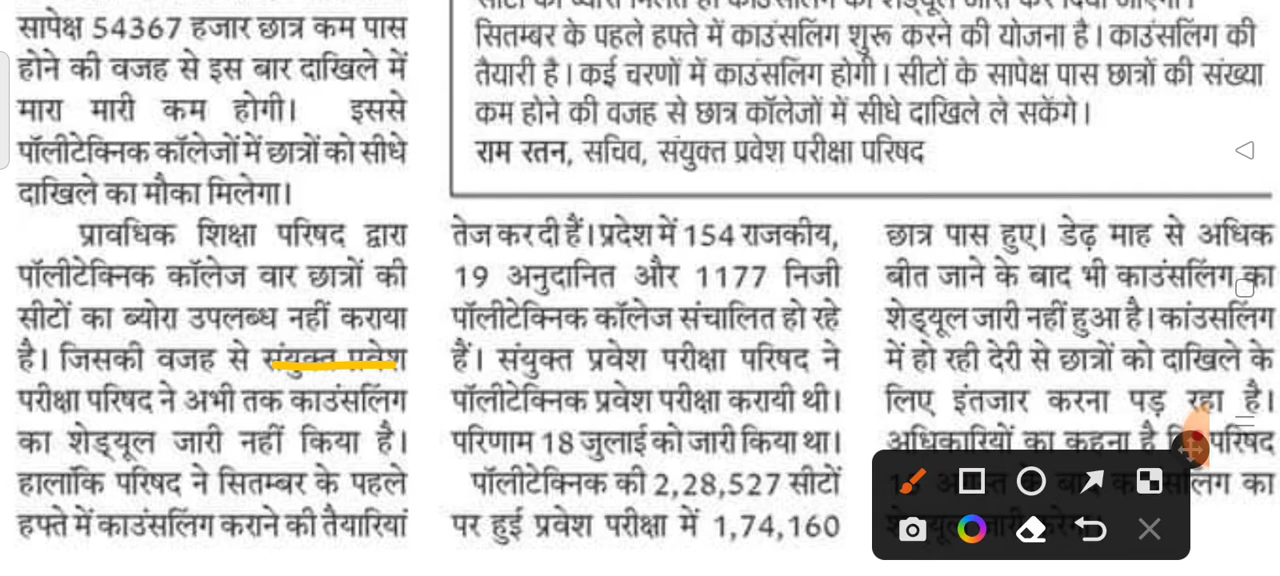 सापेक्ष 54367 हजार छात्र कम पास
होने की वजह से इस बार दाखिले में
मारा मारी कम होगी। इससे
पॉलीटेक्निक कॉलेजों में छात्रों को सीधे
दाखिले का मौका मिलेगा।
प्रावधिक शिक्षा परिषद द्वारा
पॉलीटेक्निक कॉलेज वार छात्रों की
सीटों का ब्योरा उपलब्ध नहीं कराया
है। जिसकी वजह से संयुक्त प्रवेश
परीक्षा परिषद ने अभी तक काउंसलिंग
का शेड्यूल जारी नहीं किया है।
हालांकि परिषद ने सितम्बर के पहले
हफ्ते में काउंसलिंग कराने की तैयारियां
सितम्बर के पहले हफ्ते में काउंसलिंग शुरू करने की योजना है। काउंसलिंग की
तैयारी है। कई चरणों में काउंसलिंग होगी। सीटों के सापेक्ष पास छात्रों की संख्या
कम होने की वजह से छात्र कॉलेजों में सीधे दाखिले ले सकेंगे।
राम रतन, सचिव, संयुक्त प्रवेश परीक्षा परिषद
तेज कर दी हैं। प्रदेश में 154 राजकीय,
19 अनुदानित और 1177 निजी
पॉलीटेक्निक कॉलेज संचालित हो रहे
हैं। संयुक्त प्रवेश परीक्षा परिषद ने
पॉलीटेक्निक प्रवेश परीक्षा करायी थी।
परिणाम 18 जुलाई को जारी किया था।
पॉलीटेक्निक की 2,28,527 सीटों
पर हुई प्रवेश परीक्षा में 1,74,160
छात्र पास हुए। डेढ़ माह से अधिक
बीत जाने के बाद भी काउंसलिंग का
शेड्यूल जारी नहीं हुआ है। कांउसलिंग
में हो रही देरी से छात्रों को दाखिले के
लिए इंतजार करना पड़ रहा है।
अधिकारियों का कहना है परिषद
लिंग का